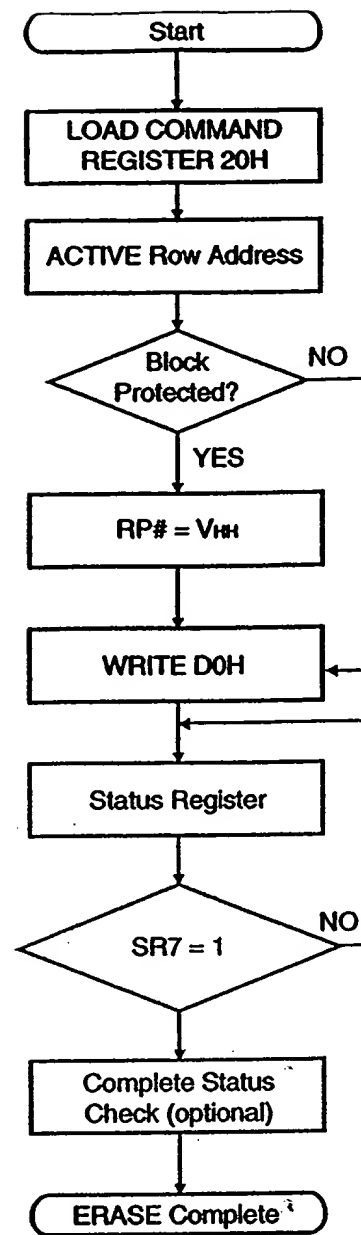 Start
LOAD COMMAND
REGISTER 20H
ACTIVE Row Address
Block
Protected?
NO
YES
RP# = VHH
WRITE D0H
Status Register
SR7 = 1
NO
Complete Status
Check (optional)
ERASE Complete